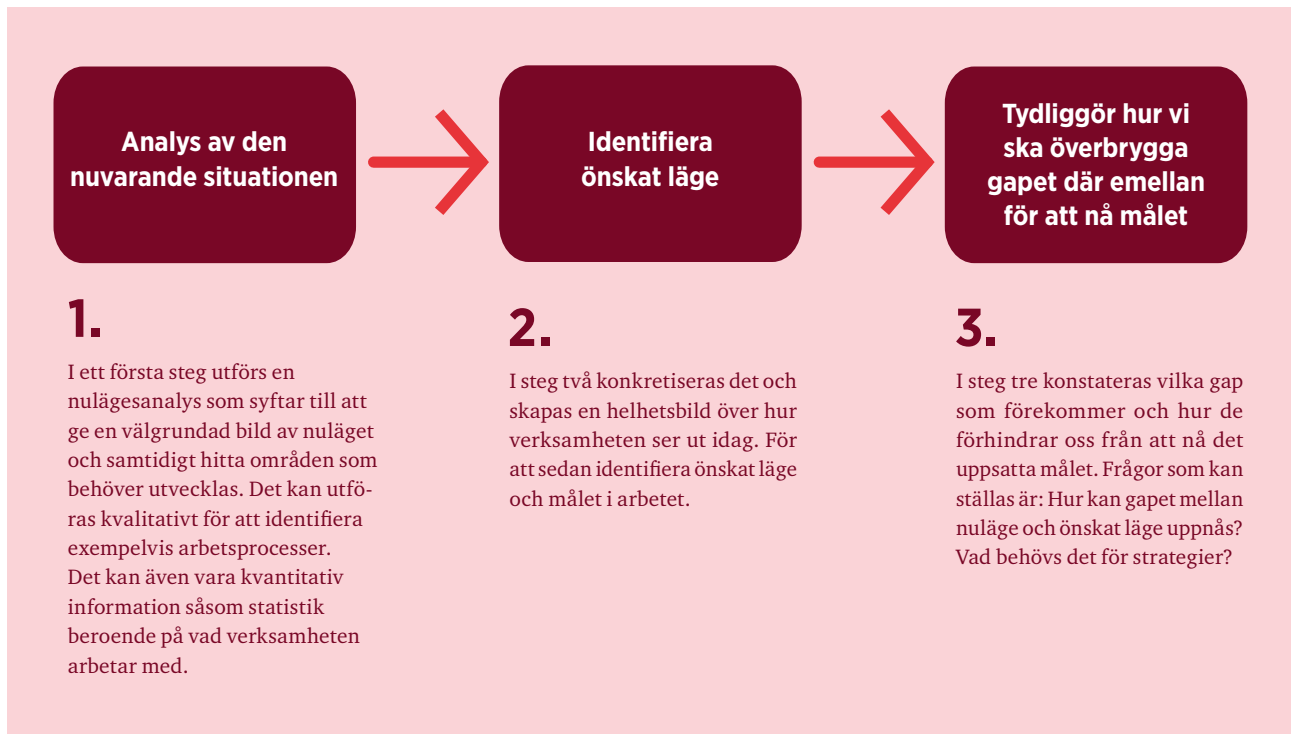 Analys av den
nuvarande situationen
Identifiera
önskat läge
Tydliggör hur vi
ska överbrygga
gapet där emellan
för att nå målet
1.
I ett första steg utförs en
nulägesanalys som syftar till att
ge en välgrundad bild av nuläget
och samtidigt hitta områden som
behöver utvecklas. Det kan utfö-
ras kvalitativt för att identifiera
exempelvis arbetsprocesser.
Det kan även vara kvantitativ
information såsom statistik
beroende på vad verksamheten
arbetar med.
2.
I steg två konkretiseras det och
skapas en helhetsbild över hur
verksamheten ser ut idag. För
att sedan identifiera önskat läge
och målet i arbetet.
3.
I steg tre konstateras vilka gap
som förekommer och hur de
förhindrar oss från att nå det
uppsatta målet. Frågor som kan
ställas är: Hur kan gapet mellan
nuläge och önskat läge uppnås?
Vad behövs det för strategier?